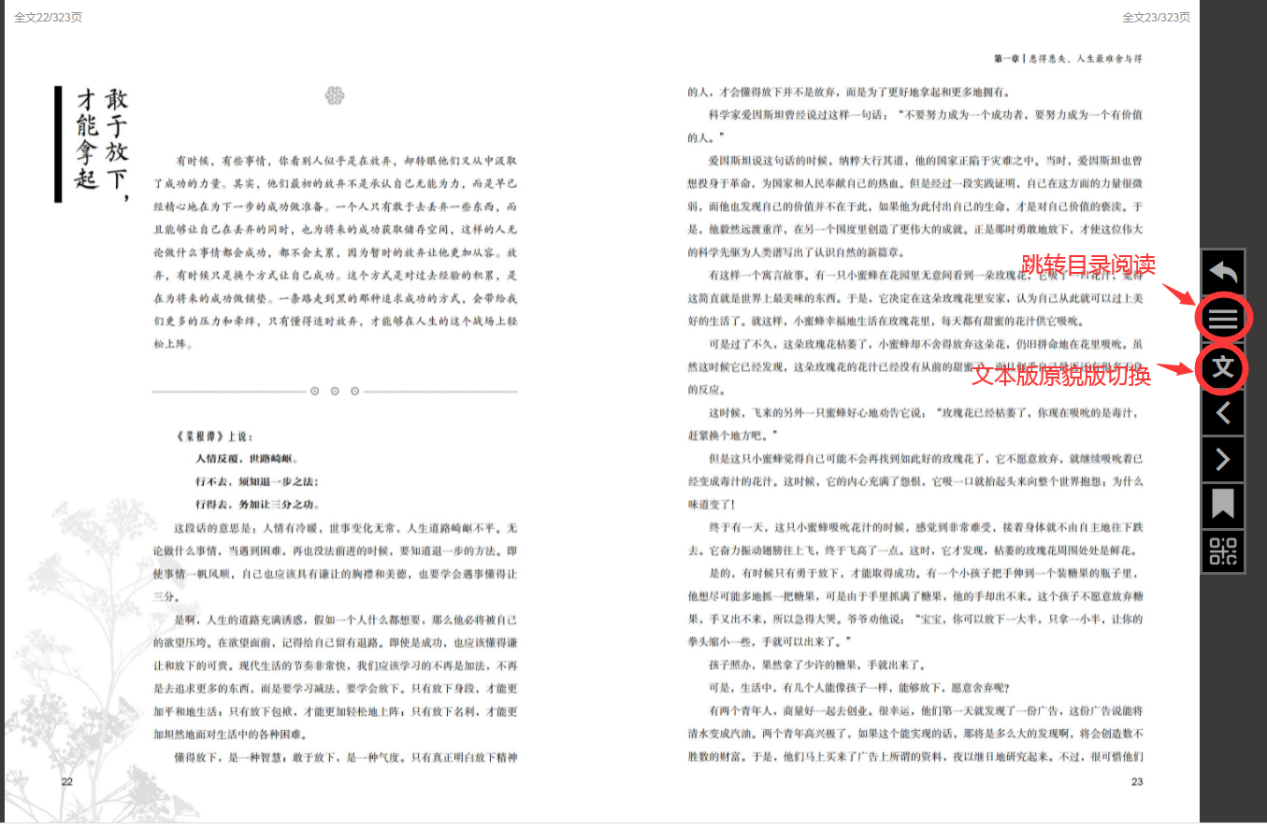 全文22/323页
敢于放下，
才能拿起
有时候，有些事情，你看别人似乎是在放弃，却转眼他们又从中汲取
了成功的力量。其实，他们最初的放弃不是承认自己无能为力，而是早已
经精心地在为下一步的成功做准备。一个人只有敢于去丢弃一些东西，而
且能够让自己在丢弃的同时，也为将来的成功获取储存空间，这样的人无
论做什么事情都会成功，都不会太累，因为暂时的放弃让他更加从容。放
弃，有时候只是换个方式让自己成功。这个方式是对过去经验的积累，是
在为将来的成功做铺垫。一条路走到黑的那种追求成功的方式，会带给我
们更多的压力和牵绊，只有懂得适时放弃，才能够在人生的这个战场上轻
松上阵。
《菜根谭》上说：
人情反覆，世路崎岖。
行不去，须知退一步之法；
行得去，务加让三分之功。
这段话的意思是：人情有冷暖，世事变化无常，人生道路崎岖不平。无
论做什么事情，当遇到困难，再也没法前进的时候，要知道退一步的方法。即
使事情一帆风顺，自己也应该具有谦让的胸襟和美德，也要学会遇事懂得让
三分。
是啊，人生的道路充满诱惑，假如一个人什么都想要，那么他必将被自己
的欲望压垮。在欲望面前，记得给自己留有退路。即使是成功，也应该懂得谦
让和放下的可贵。现代生活的节奏非常快，我们应该学习的不再是加法，不再
是去追求更多的东西，而是要学习减法，要学会放下。只有放下身段，才能更
加平和地生活；只有放下包袱，才能更加轻松地上阵；只有放下名利，才能更
加坦然地面对生活中的各种困难。
懂得放下，是一种智慧；敢于放下，是一种气度。只有真正明白放下精神
22
全文23/323页
第一章｜患得患失，人生最难舍与得
的人，才会懂得放下并不是放弃，而是为了更好地拿起和更多地拥有。
科学家爱因斯坦曾经说过这样一句话：“不要努力成为一个成功者，要努力成为一个有价值
的人。”
爱因斯坦说这句话的时候，纳粹大行其道，他的国家正陷于灾难之中。当时，爱因斯坦也曾
想投身于革命，为国家和人民奉献自己的热血。但是经过一段实践证明，自己在这方面的力量很微
弱，而他也发现自己的价值并不在于此，如果他为此付出自己的生命，才是对自己价值的亵渎。于
是，他毅然远渡重洋，在另一个国度里创造了更伟大的成就。正是那时勇敢地放下，才使这位伟大
的科学先驱为人类谱写出了认识自然的新篇章。
跳转目录阅读
有这样一个寓言故事。有一只小蜜蜂在花园里无意间看到一朵玫瑰花，它吸了一口花汁，觉得
这简直就是世界上最美味的东西。于是，它决定在这朵玫瑰花里安家，认为自己从此就可以过上美
好的生活了。就这样，小蜜蜂幸福地生活在玫瑰花里，每天都有甜蜜的花汁供它吸吮。
可是过了不久，这朵玫瑰花枯萎了，小蜜蜂却不舍得放弃这朵花，仍旧拼命地在花里吸吮。虽
然这时候它已经发现，这朵玫瑰花的花汁已经没有从前的甜蜜了，而且
文本版原貌版切换
的反应。
这时候，飞来的另外一只蜜蜂好心地劝告它说：“玫瑰花已经枯萎了，你现在吸吮的是毒汁，
赶紧换个地方吧。”
但是这只小蜜蜂觉得自己可能不会再找到如此好的玫瑰花了，它不愿意放弃，就继续吸吮着已
经变成毒汁的花汁。这时候，它的内心充满了怨恨，它吸一口就抬起头来向整个世界抱怨：为什么
味道变了！
终于有一天，这只小蜜蜂吸吮花汁的时候，感觉到非常难受，接着身体就不由自主地往下跌
去。它奋力振动翅膀往上飞，终于飞高了一点。这时，它才发现，枯萎的玫瑰花周围处处是鲜花。
是的，有时候只有勇于放下，才能取得成功。有一个小孩子把手伸到一个装糖果的瓶子里，
他想尽可能多地抓一把糖果，可是由于手里抓满了糖果，他的手却出不来。这个孩子不愿意放弃糖
果，手又出不来，所以急得大哭。爷爷劝他说：“宝宝，你可以放下一大半，只拿一小半，让你的
拳头缩小一些，手就可以出来了。”
孩子照办，果然拿了少许的糖果，手就出来了。
可是，生活中，有几个人能像孩子一样，能够放下，愿意舍弃呢？
有两个青年人，商量好一起去创业。很幸运，他们第一天就发现了一份广告，这份广告说能将
清水变成汽油。两个青年高兴极了，如果这个能实现的话，那将是多么大的发现啊，将会创造数不
胜数的财富。于是，他们马上买来了广告上所谓的资料，夜以继日地研究起来。不过，很可惜他们
23
文